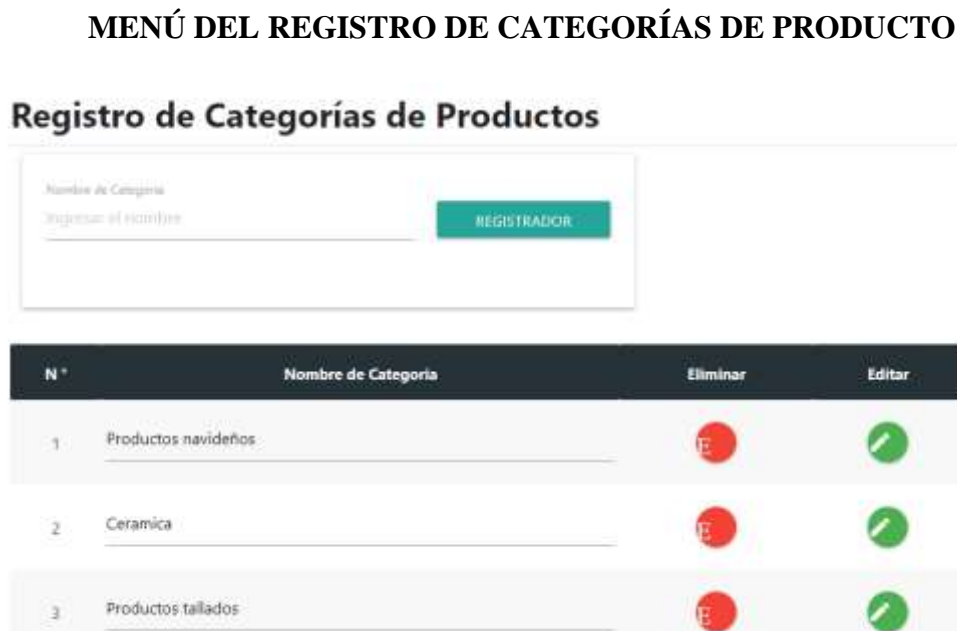 MENÚ DEL REGISTRO DE CATEGORÍAS DE PRODUCTO
Registro de Categorías de Productos
Nombre de Categoria
Ingresar el nombre
REGISTRADOR
N° Nombre de Categoria Eliminar Editar
1 Productos navideños E
2 Ceramica E
3 Productos tallados E